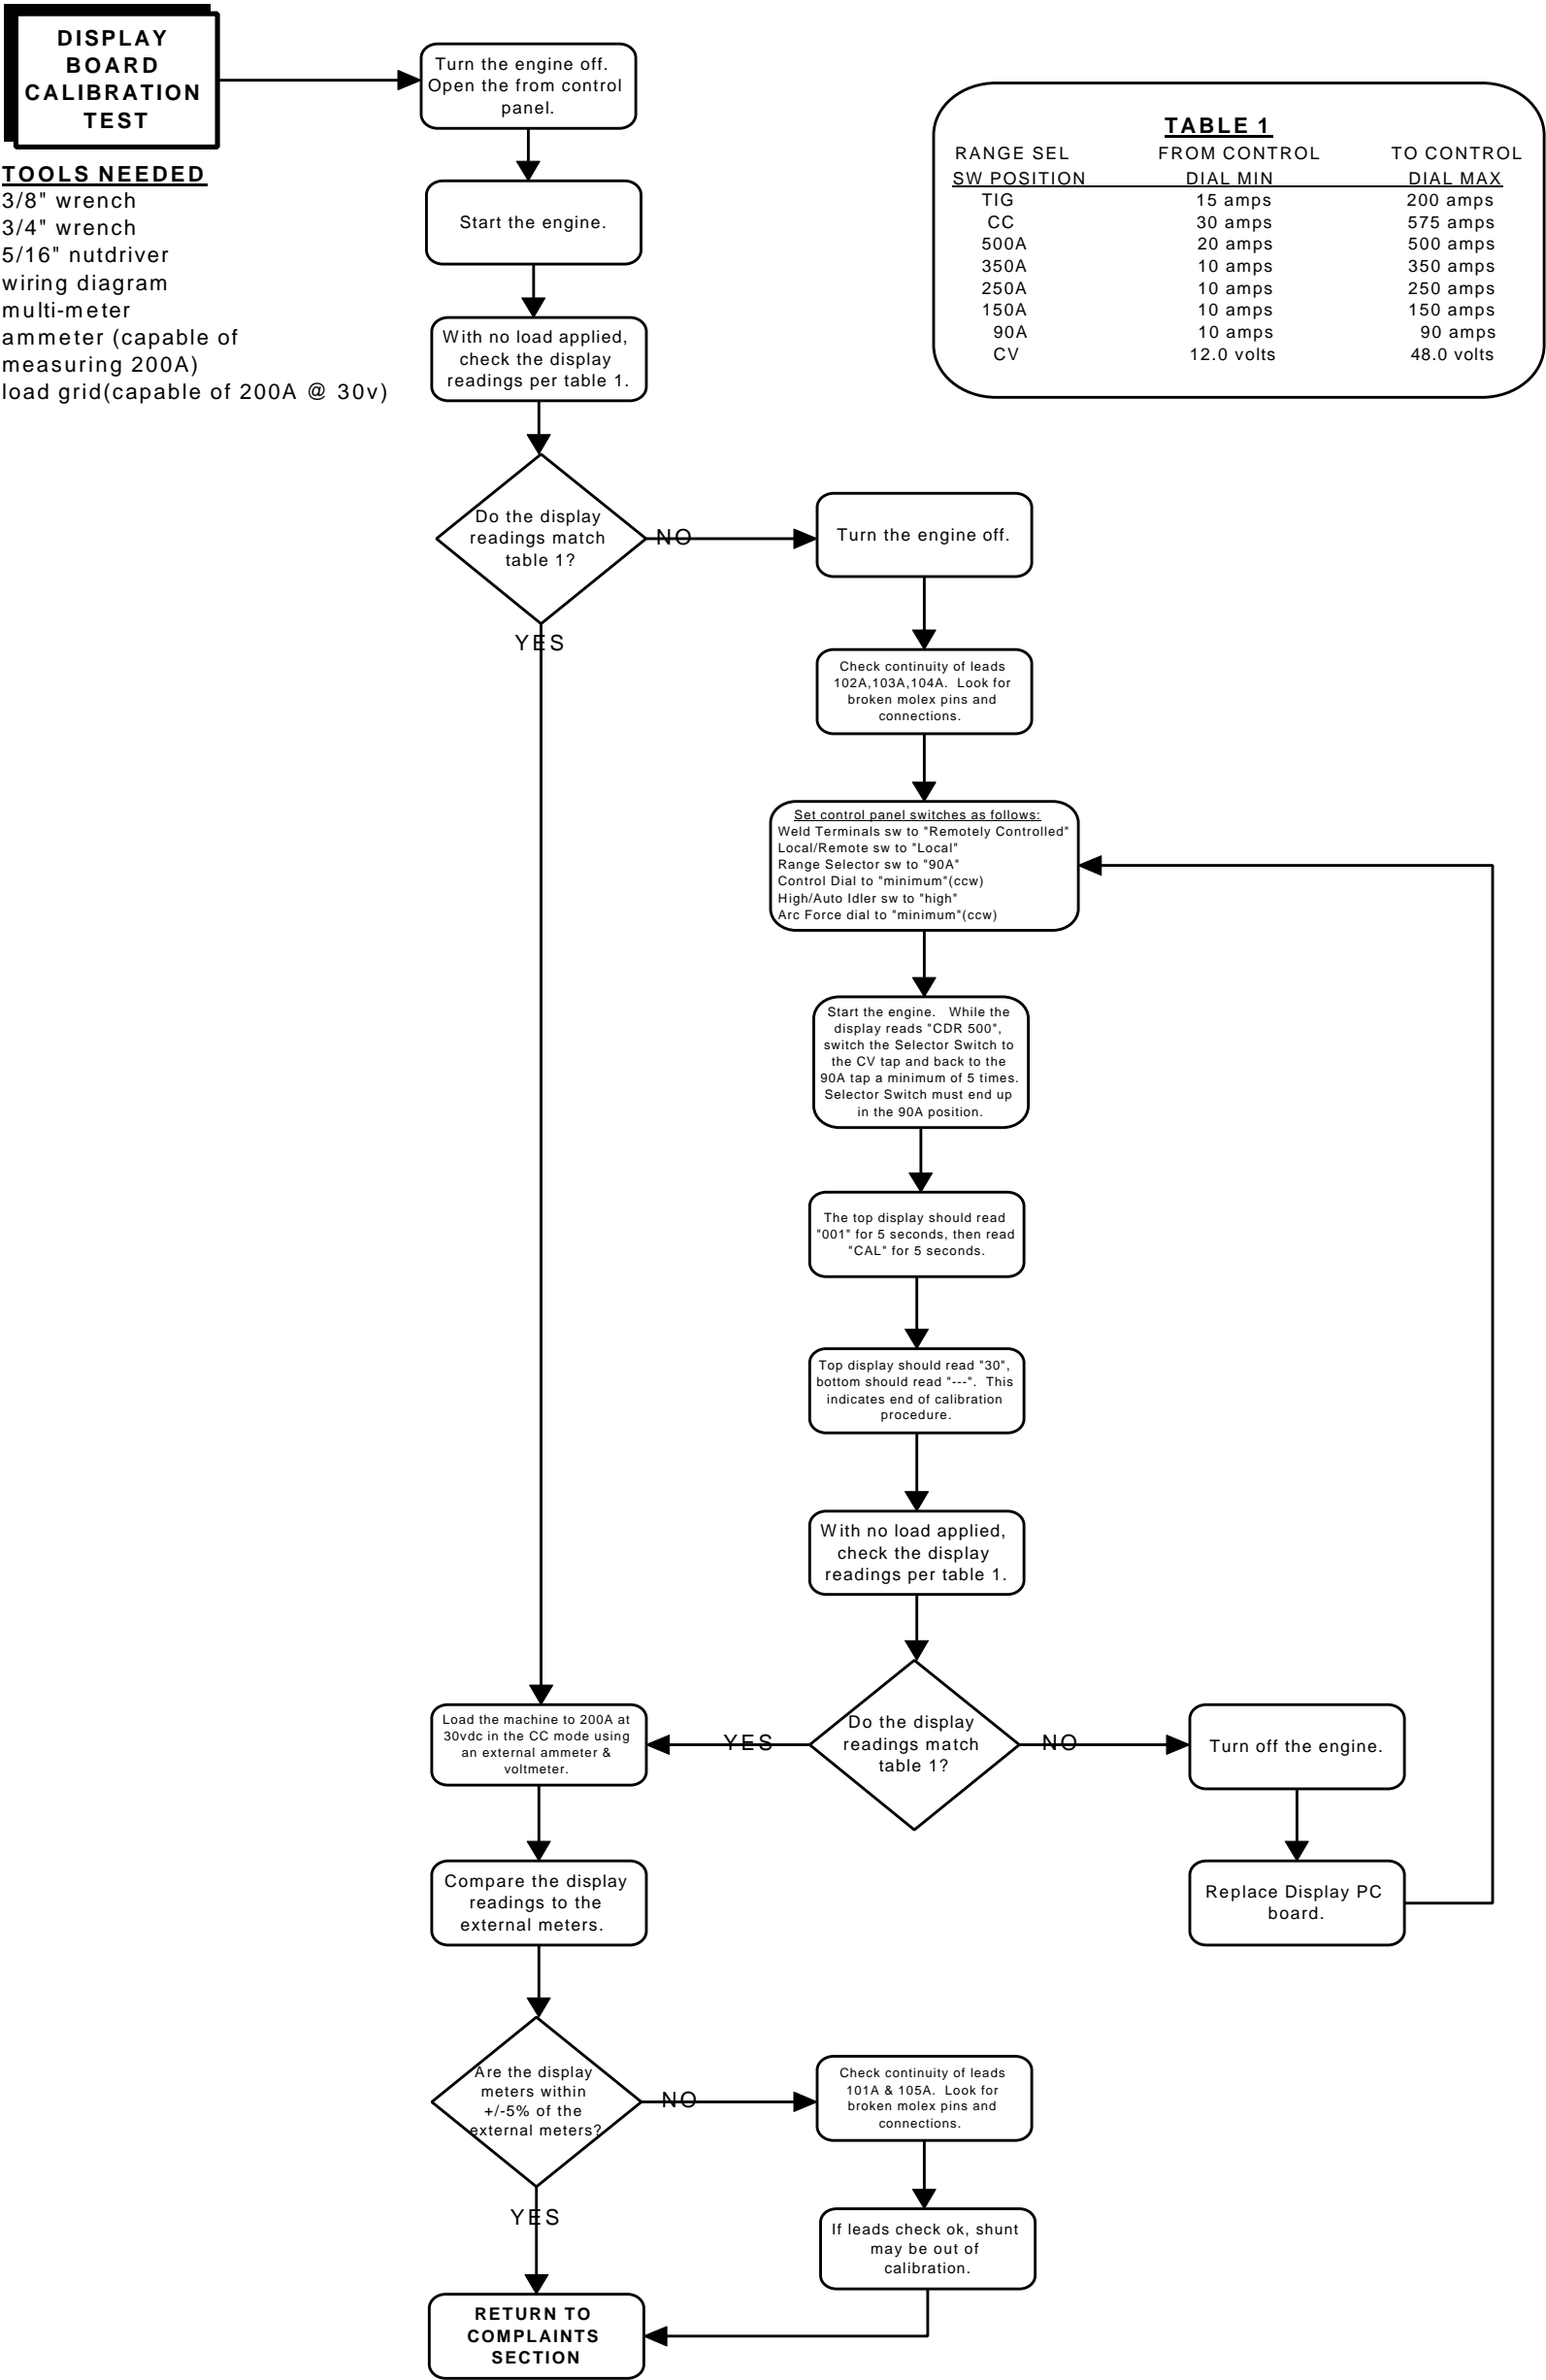 DISPLAY
BOARD
CALIBRATION
TEST
TOOLS NEEDED
3/8" wrench
3/4" wrench
5/16" nutdriver
wiring diagram
multi-meter
ammeter (capable of
measuring 200A)
load grid(capable of 200A @ 30v)
Turn the engine off.
Open the from control
panel.
Start the engine.
With no load applied,
check the display
readings per table 1.
TABLE 1
RANGE SEL FROM CONTROL TO CONTROL
SW POSITION DIAL MIN DIAL MAX
TIG 15 amps 200 amps
CC 30 amps 575 amps
500A 20 amps 500 amps
350A 10 amps 350 amps
250A 10 amps 250 amps
150A 10 amps 150 amps
90A 10 amps 90 amps
CV 12.0 volts 48.0 volts
Do the display
readings match
table 1?
NO
YES
Turn the engine off.
Check continuity of leads
102A,103A,104A. Look for
broken molex pins and
connections.
Set control panel switches as follows:
Weld Terminals sw to "Remotely Controlled"
Local/Remote sw to "Local"
Range Selector sw to "90A"
Control Dial to "minimum"(ccw)
High/Auto Idler sw to "high"
Arc Force dial to "minimum"(ccw)
Start the engine. While the
display reads "CDR 500",
switch the Selector Switch to
the CV tap and back to the
90A tap a minimum of 5 times.
Selector Switch must end up
in the 90A position.
The top display should read
"001" for 5 seconds, then read
"CAL" for 5 seconds.
Top display should read "30",
bottom should read "---". This
indicates end of calibration
procedure.
With no load applied,
check the display
readings per table 1.
Do the display
readings match
table 1?
YES
NO
Turn off the engine.
Replace Display PC
board.
Load the machine to 200A at
30vdc in the CC mode using
an external ammeter &
voltmeter.
Compare the display
readings to the
external meters.
Are the display
meters within
+/-5% of the
external meters?
NO
YES
Check continuity of leads
101A & 105A. Look for
broken molex pins and
connections.
If leads check ok, shunt
may be out of
calibration.
RETURN TO
COMPLAINTS
SECTION